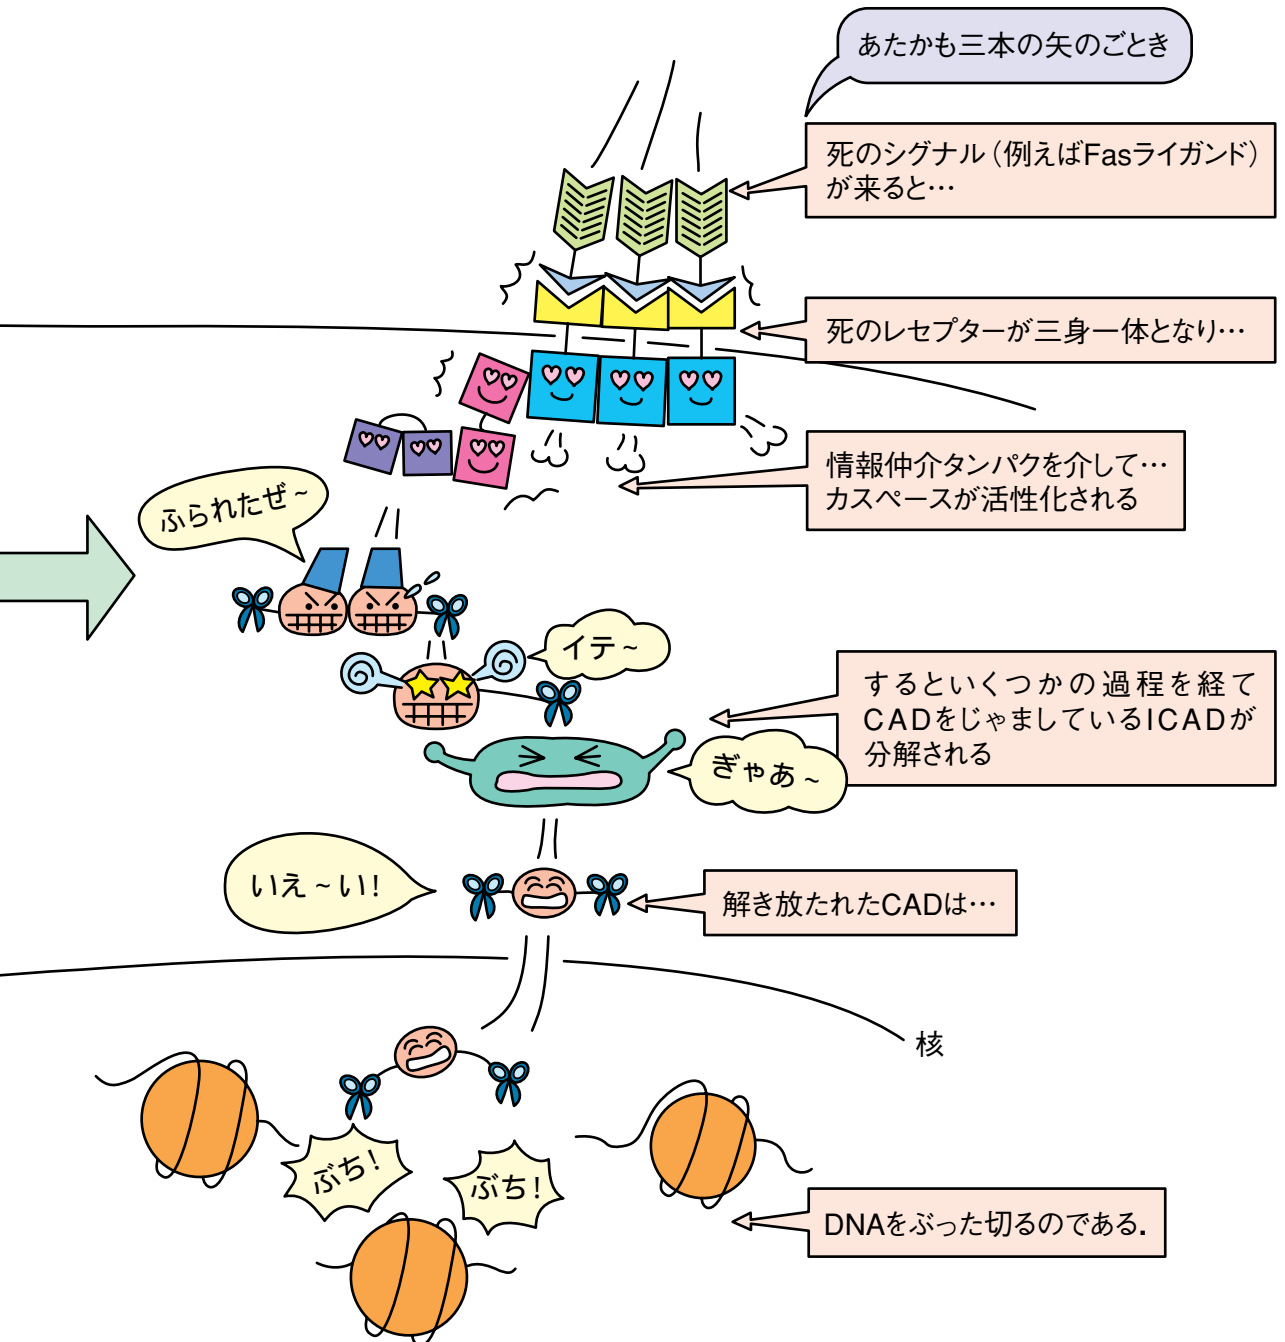 あたかも三本の矢のごとき
死のシグナル（例えばFasライガンド）
が来ると…
死のレセプターが三身一体となり…
情報仲介タンパクを介して…
カスペースが活性化される
ふられたぜ～
イテ～
するといくつかの過程を経て
CADをじゃましているICADが
分解される
ぎゃあ～
いえ～い!
解き放たれたCADは…
核
ぶち!
ぶち!
DNAをぶった切るのである.